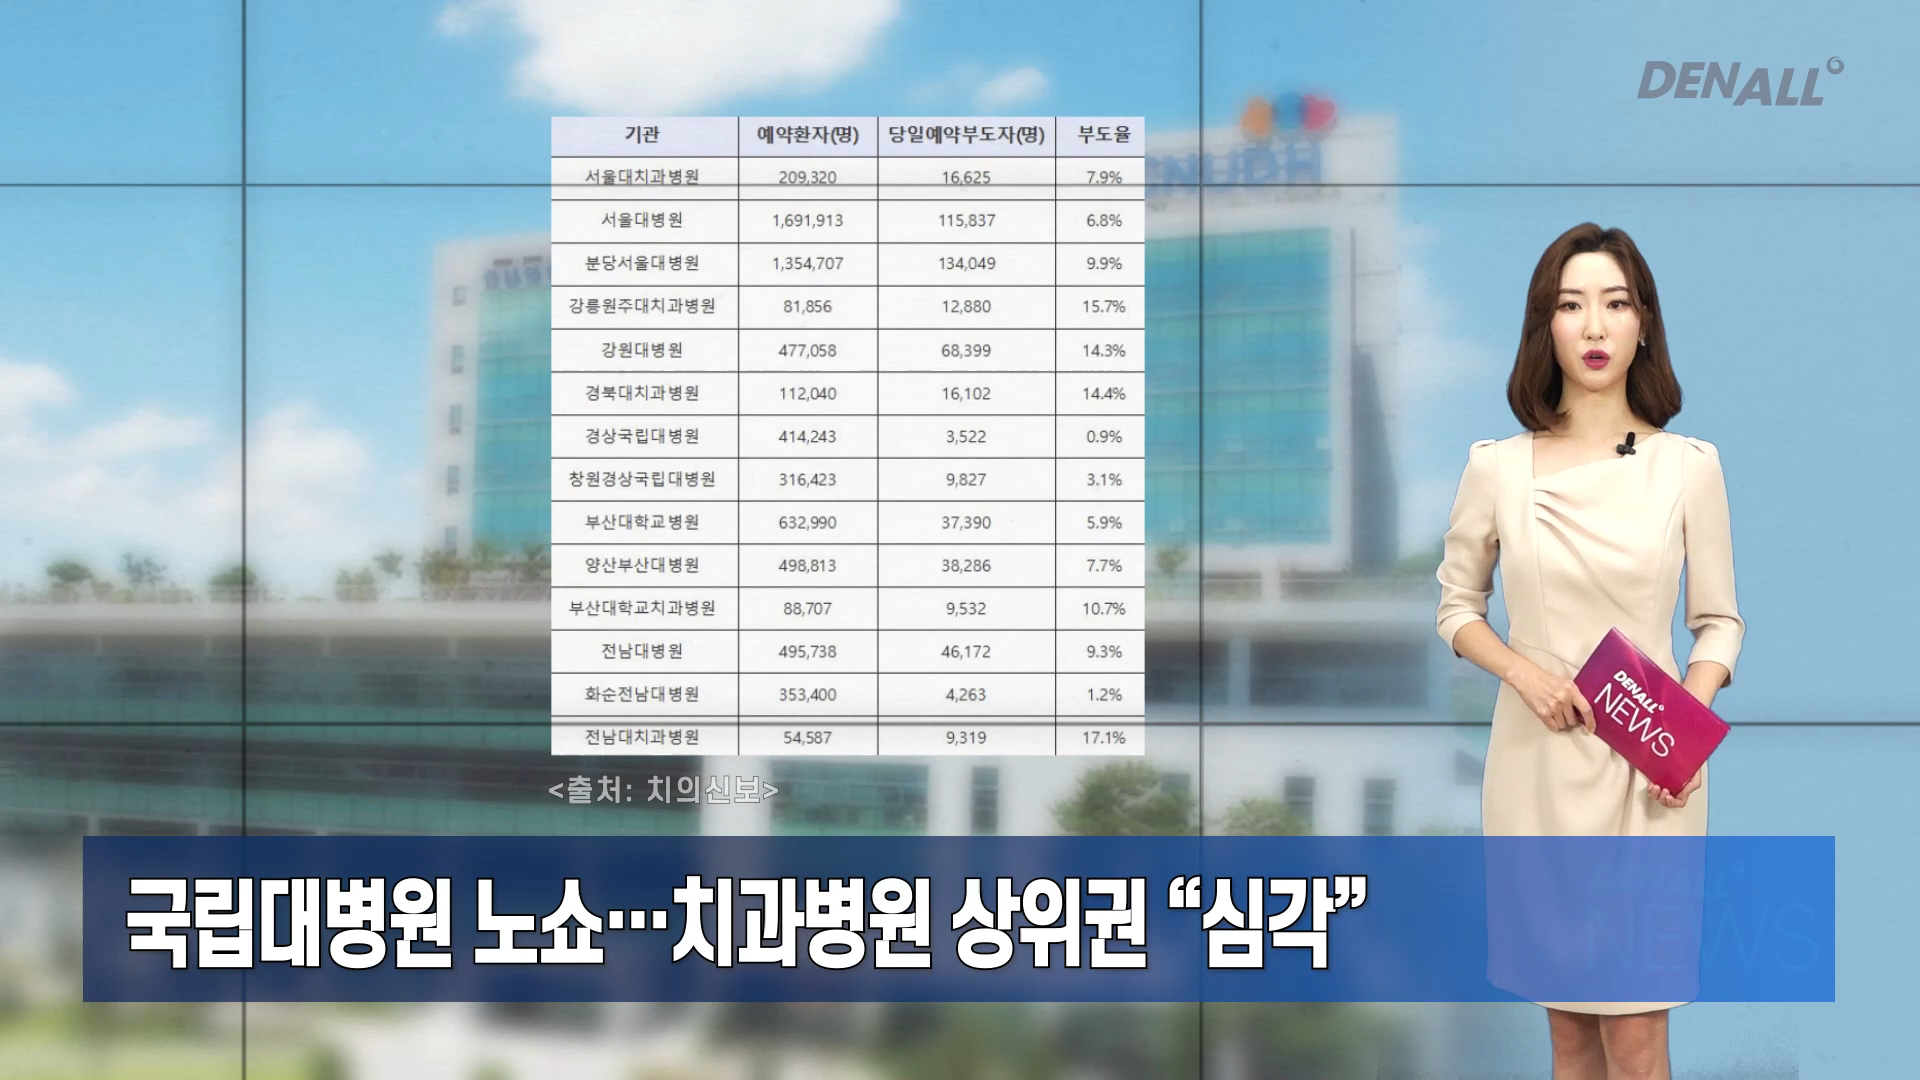 DENALL
기관 예약환자(명) 당일예약부도자(명) 부도율
서울대치과병원 209,320 16,625 7.9%
서울대병원 1,691,913 115,837 6.8%
분당서울대병원 1,354,707 134,049 9.9%
강릉원주대치과병원 81,856 12,880 15.7%
강원대병원 477,058 68,399 14.3%
경북대치과병원 112,040 16,102 14.4%
경상국립대병원 414,243 3,522 0.9%
창원경상국립대병원 316,423 9,827 3.1%
부산대학교병원 632,990 37,390 5.9%
양산부산대병원 498,813 38,286 7.7%
부산대학교치과병원 88,707 9,532 10.7%
전남대병원 495,738 46,172 9.3%
화순전남대병원 353,400 4,263 1.2%
전남대치과병원 54,587 9,319 17.1%
<출처: 치의신보>
DENALL
NEWS
국립대병원 노쇼…치과병원 상위권 “심각”
DENALL
NEWS